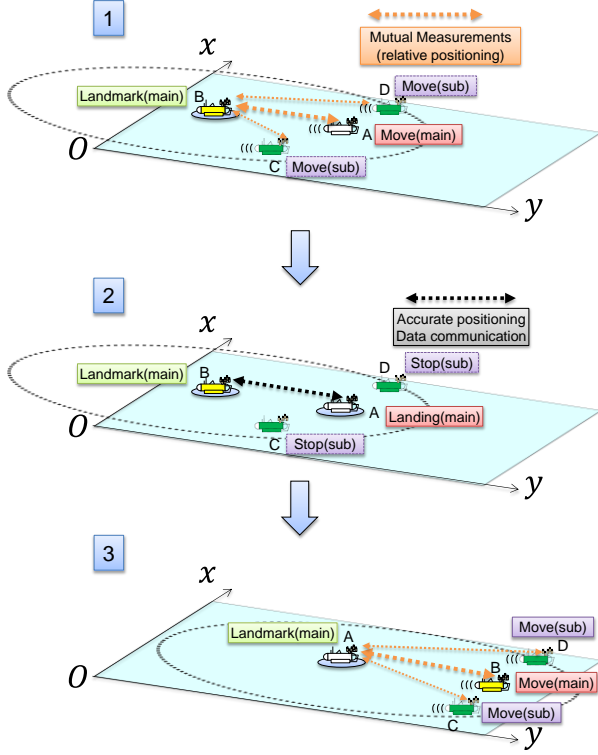 1
x
Mutual Measurements
(relative positioning)
D
Move(sub)
Landmark(main)
B
A
Move(main)
O
C
Move(sub)
y
2
x
Accurate positioning
Data communication
D
Stop(sub)
Landmark(main)
B
A
Landing(main)
O
C
Stop(sub)
y
3
x
Landmark(main)
A
Move(sub)
D
B
Move(main)
O
Move(sub)
C
y